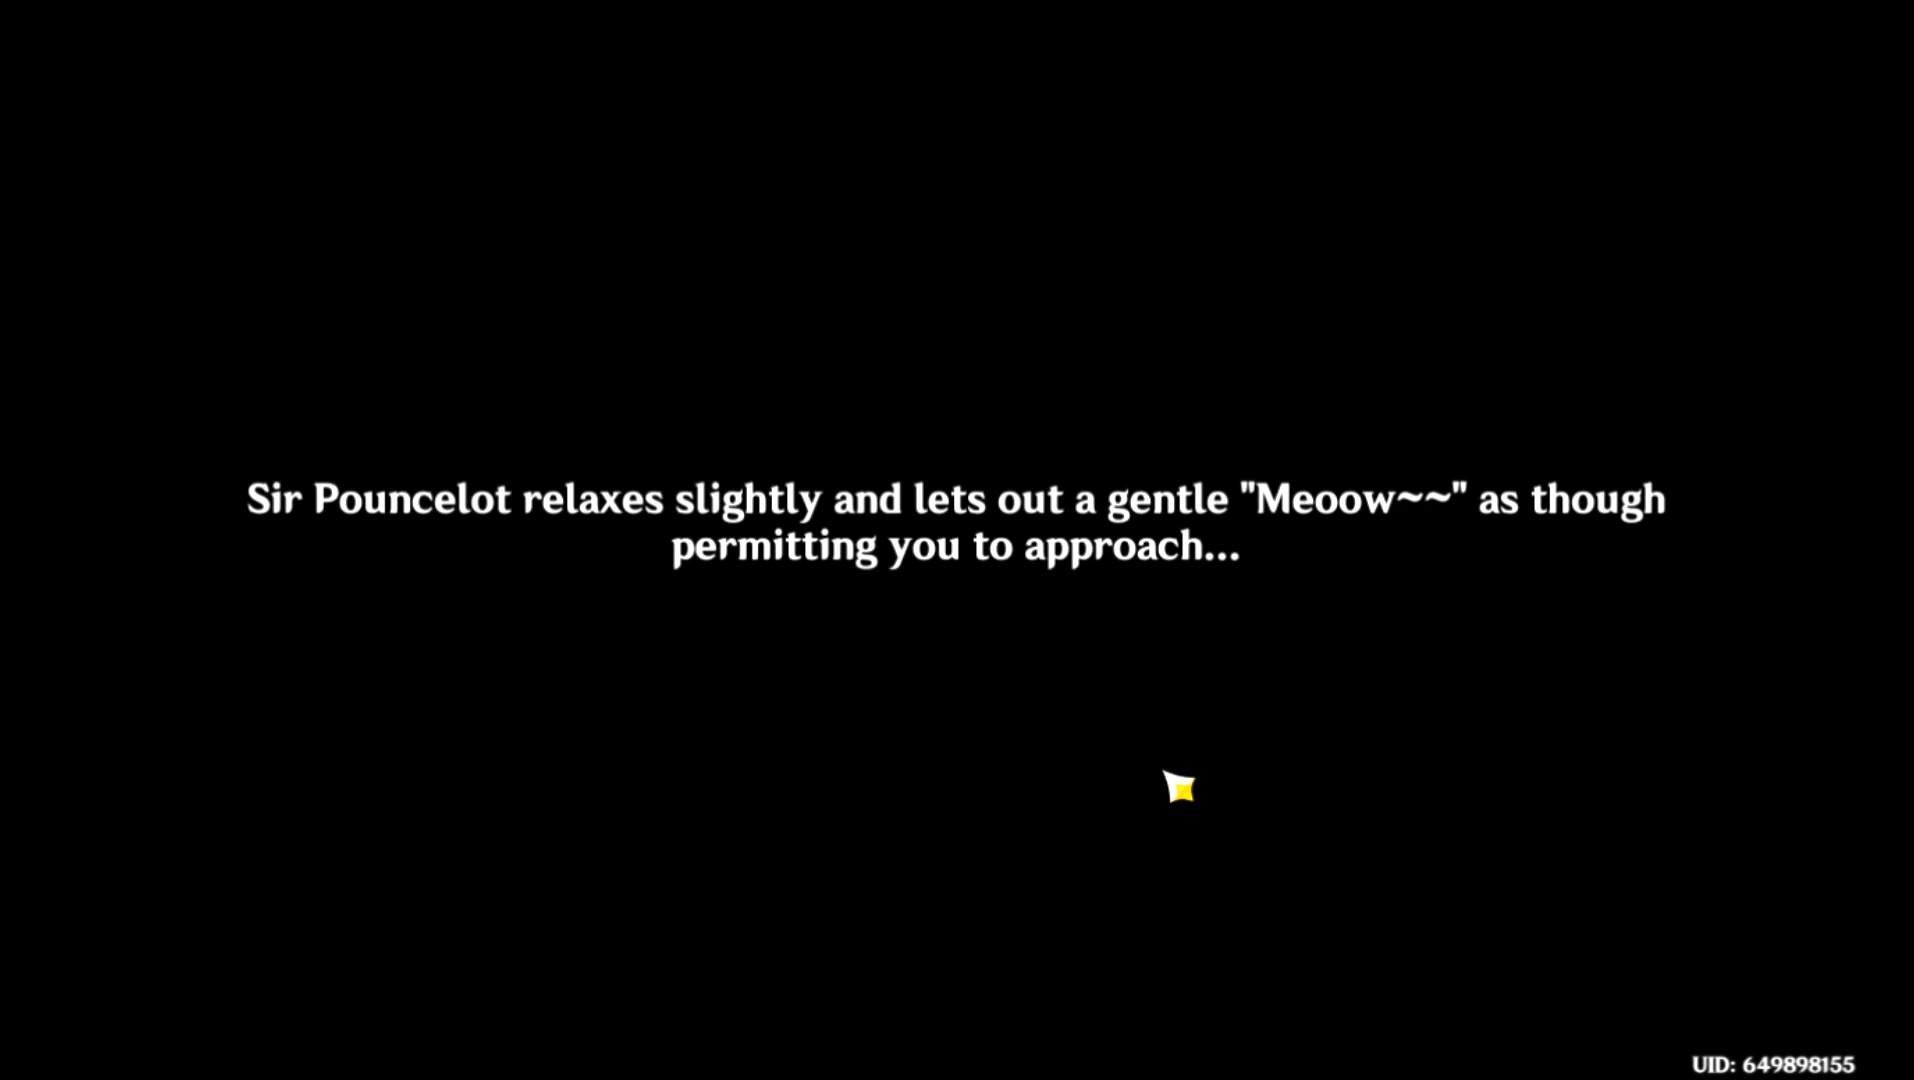 Sir Pouncelot relaxes slightly and lets out a gentle "Meoow~~" as though
permitting you to approach...
UID: 649898155